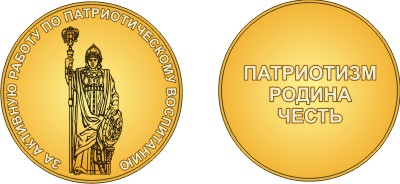 ЗА АКТИВНУЮ РАБОТУ ПО ПАТРИОТИЧЕСКОМУ ВОСПИТАНИЮ
ПАТРИОТИЗМ
РОДИНА
ЧЕСТЬ